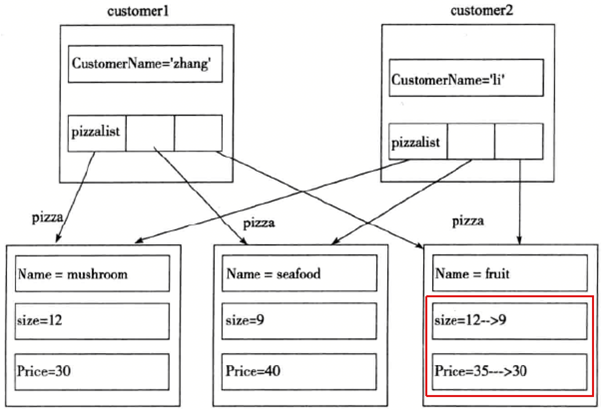 customer1
customer2
CustomerName='zhang'
CustomerName='li'
pizzalist
pizzalist
pizza
pizza
pizza
Name = mushroom
Name = seafood
Name = fruit
size=12
size=9
size=12-->9
Price=30
Price=40
Price=35--->30